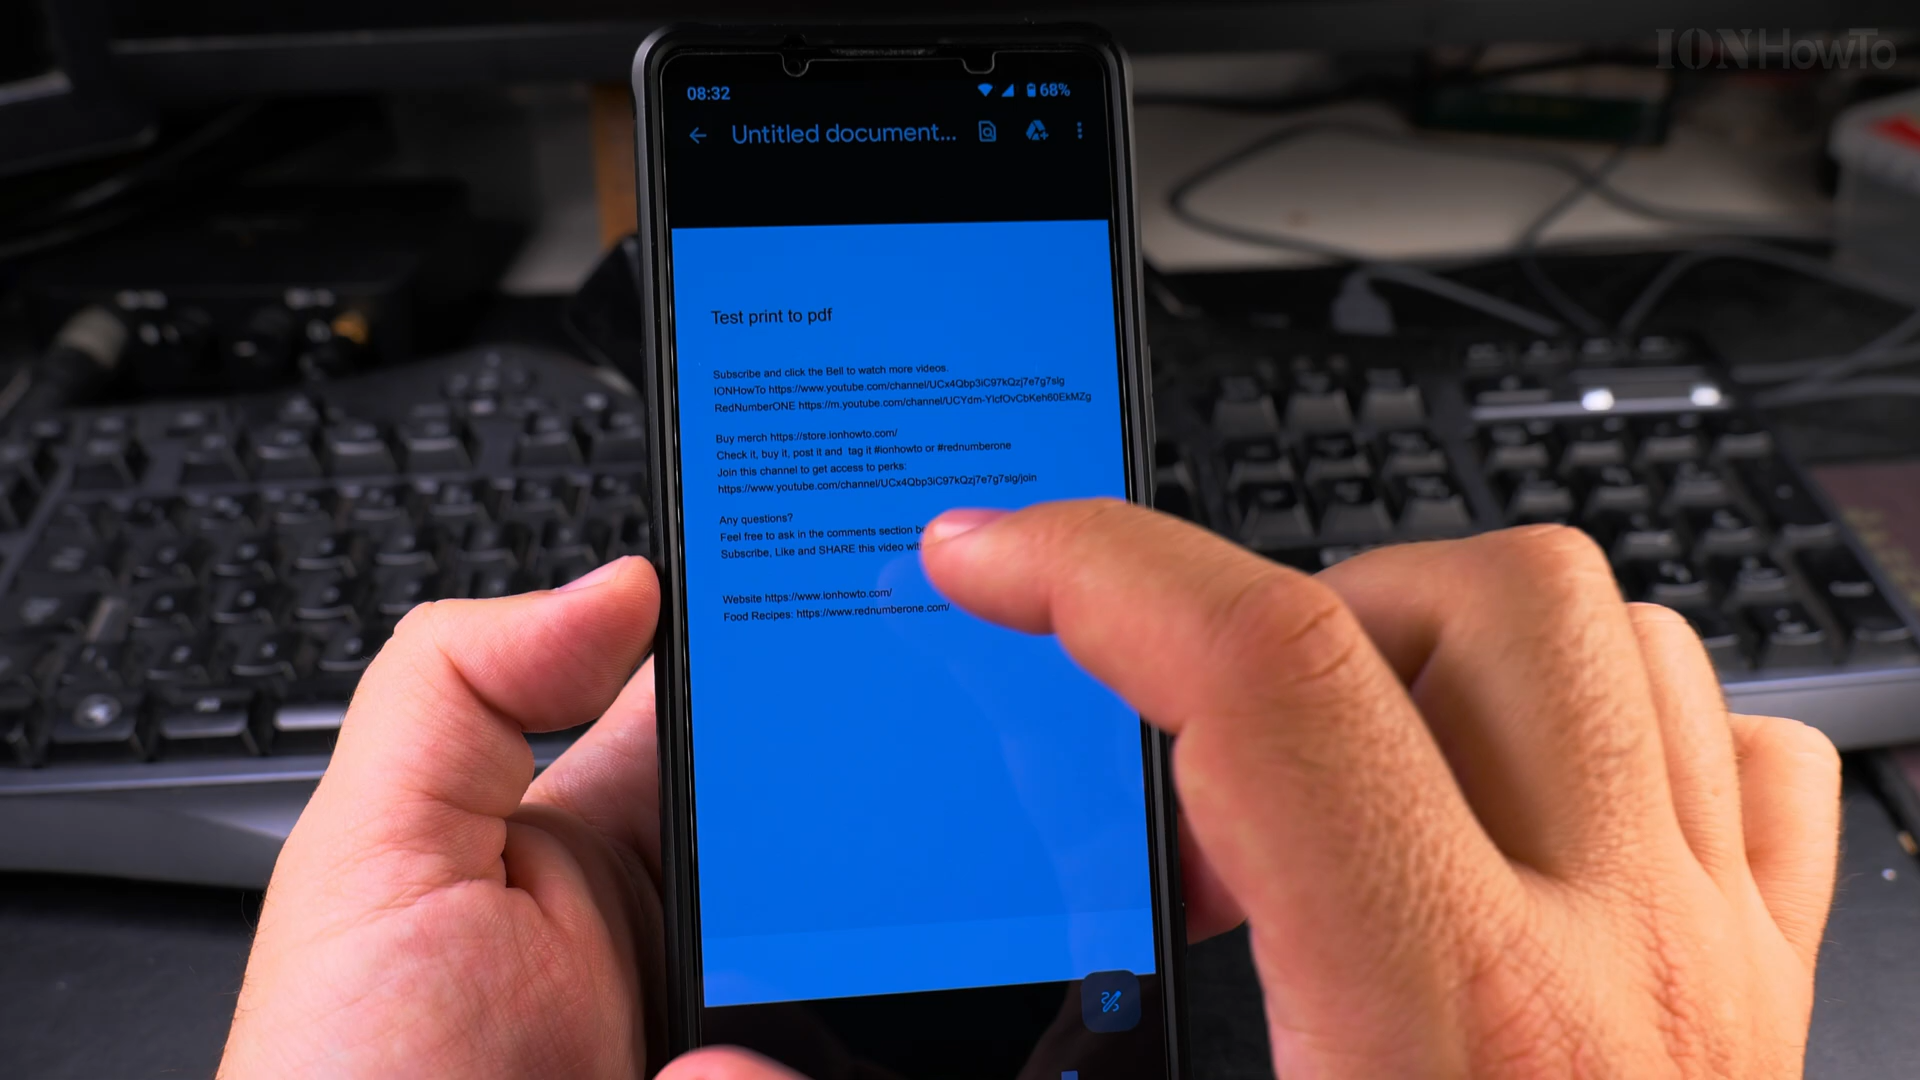 IONHowTo
08:32
68%
Untitled document...
Test print to pdf
Subscribe and click the Bell to watch more videos.
IONHowTo https://www.youtube.com/channel/UCx4Qbp3iC97kQzj7e7g7sIg
RedNumberONE https://m.youtube.com/channel/UCYdm-YlcfOvCbKeh60EkMZg
Buy merch https://store.ionhowto.com/
Check it, buy it, post it and tag it #ionhowto or #rednumberone
Join this channel to get access to perks:
https://www.youtube.com/channel/UCx4Qbp3iC97kQzj7e7g7sIg/join
Any questions?
Feel free to ask in the comments section
Subscribe, Like and SHARE this video
Website https://www.ionhowto.com/
Food Recipes: https://www.rednumberone.com/